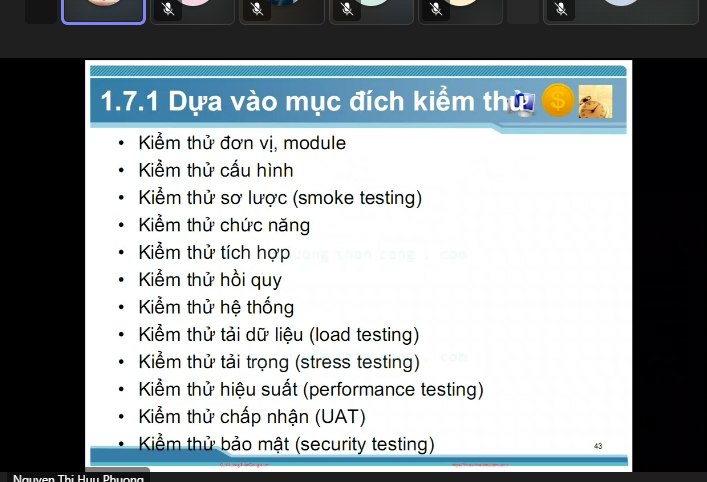 1.7.1 Dựa vào mục đích kiểm thử
• Kiểm thử đơn vị, module
• Kiểm thử cấu hình
• Kiểm thử sơ lược (smoke testing)
• Kiểm thử chức năng
• Kiểm thử tích hợp
• Kiểm thử hồi quy
• Kiểm thử hệ thống
• Kiểm thử tải dữ liệu (load testing)
• Kiểm thử tải trọng (stress testing)
• Kiểm thử hiệu suất (performance testing)
• Kiểm thử chấp nhận (UAT)
• Kiểm thử bảo mật (security testing)
43
Nguyen Thi Huu Phuong